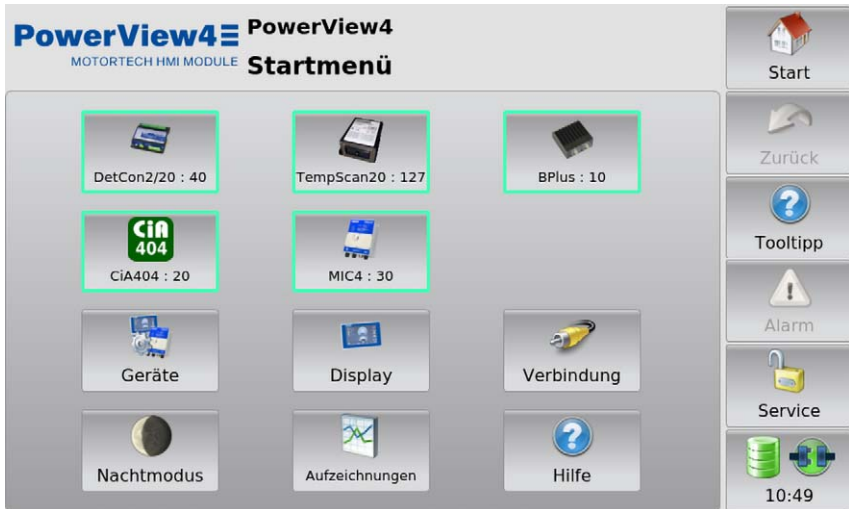 PowerView4
MOTORTECH HMI MODULE
PowerView4
Startmenü
DetCon2/20 : 40
TempScan20 : 127
BPlus : 10
CiA
404
CiA404 : 20
MIC4 : 30
Geräte
Display
Verbindung
Nachtmodus
Aufzeichnungen
Hilfe
Start
Zurück
Tooltipp
Alarm
Service
10:49